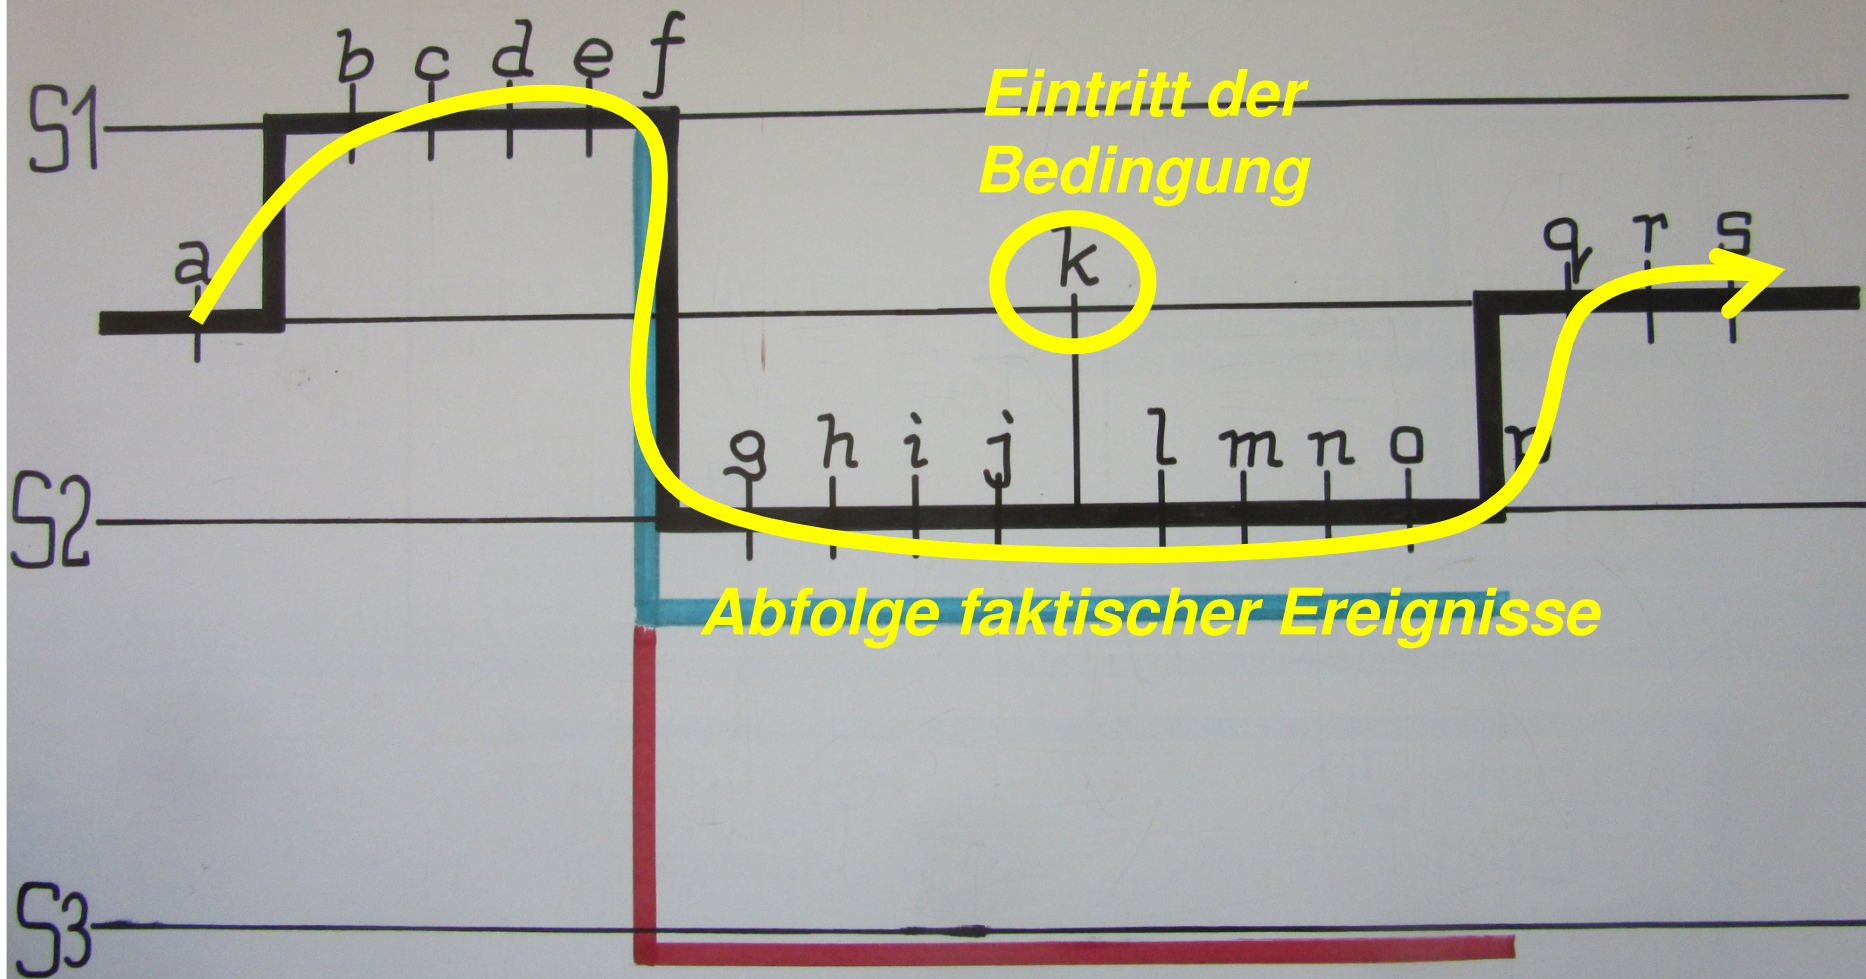 b c d e f
S1
Eintritt der
Bedingung
a
k
q r s
g h i j l m n o p
S2
Abfolge faktischer Ereignisse
S3